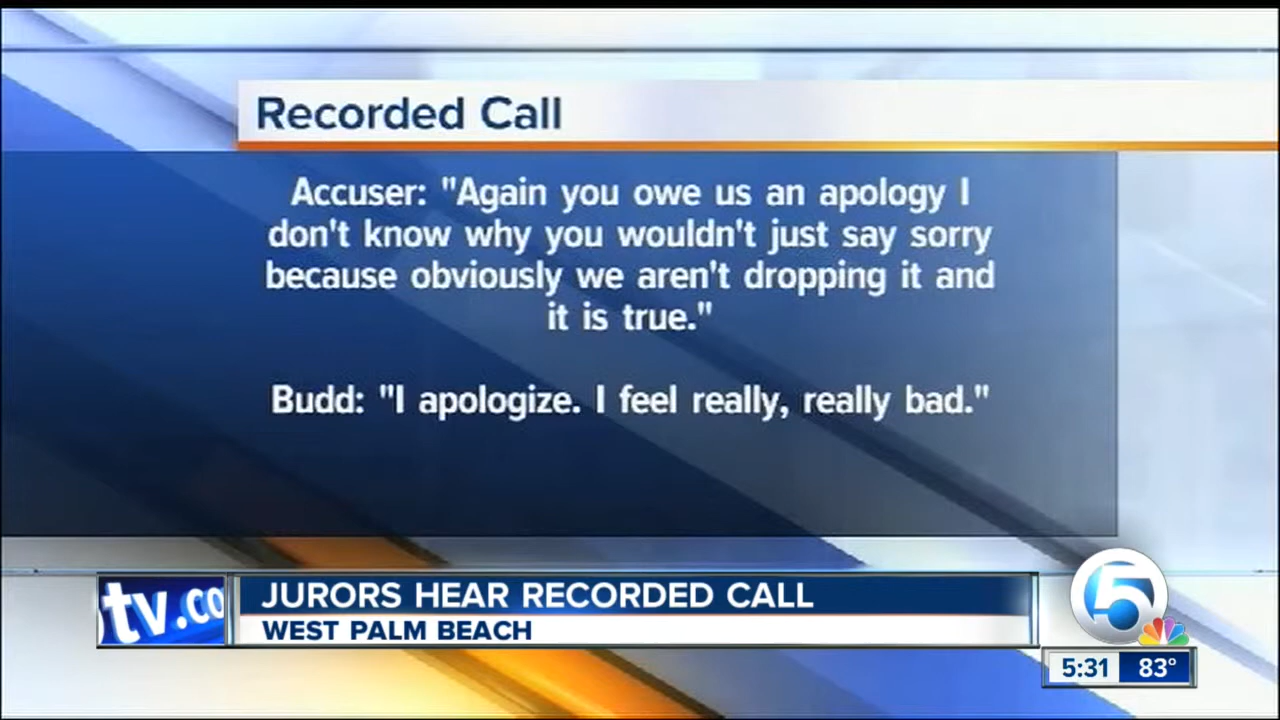 Recorded Call
Accuser: "Again you owe us an apology I
don't know why you wouldn't just say sorry
because obviously we aren't dropping it and
it is true."
Budd: "I apologize. I feel really, really bad."
tv.co
JURORS HEAR RECORDED CALL
WEST PALM BEACH
5
5:31 83°